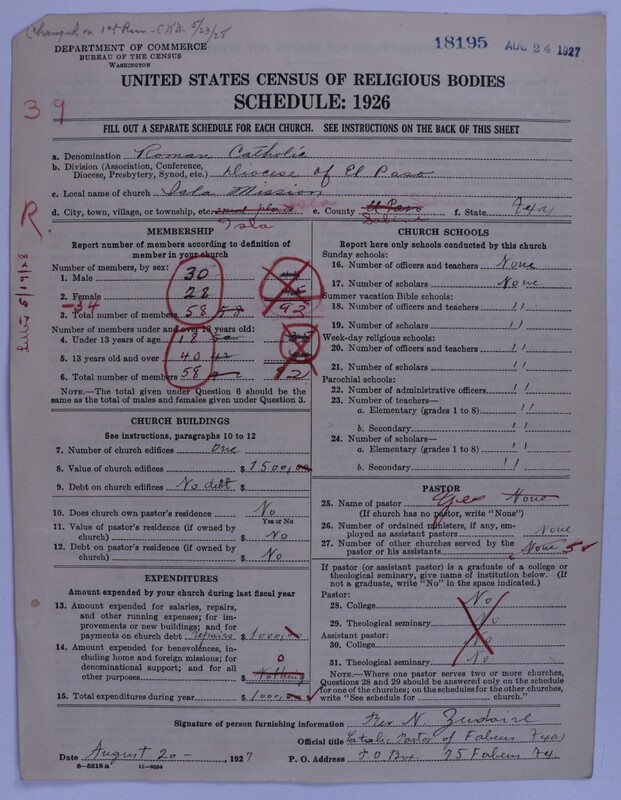 Changed on 1st Run - CKD. 5/23/28
DEPARTMENT OF COMMERCE
BUREAU OF THE CENSUS
WASHINGTON
18195 AUG 24 1927
UNITED STATES CENSUS OF RELIGIOUS BODIES
SCHEDULE: 1926
39
FILL OUT A SEPARATE SCHEDULE FOR EACH CHURCH. SEE INSTRUCTIONS ON THE BACK OF THIS SHEET
a. Denomination Roman Catholic
b. Division (Association, Conference, Diocese, Presbytery, Synod, etc.) Diocese of El Paso
c. Local name of church Isla Mission
d. City, town, village, or township, etc. small place Isla e. County El Paso f. State Texas
R.
MEMBERSHIP
Report number of members according to definition of member in your church
Number of members, by sex:
1. Male 30
2. Female 28
-34
3. Total number of members 58 58 92
Number of members under and over 13 years old:
4. Under 13 years of age 18
5. 13 years old and over 40
6. Total number of members 58 92
NOTE.—The total given under Question 6 should be the same as the total of males and females given under Question 3.
CHURCH BUILDINGS
See instructions, paragraphs 10 to 12
7. Number of church edifices one
8. Value of church edifices $ 1500,00
9. Debt on church edifices No debt $
10. Does church own pastor's residence No
Yes or No
11. Value of pastor's residence (if owned by church) $ No
12. Debt on pastor's residence (if owned by church) $ No
EXPENDITURES
Amount expended by your church during last fiscal year
13. Amount expended for salaries, repairs, and other running expenses; for improvements or new buildings; and for payments on church debt repairs $ 1000,00
14. Amount expended for benevolences, including home and foreign missions; for denominational support; and for all other purposes $ Nothing 0
15. Total expenditures during year $ 1000,00
CHURCH SCHOOLS
Report here only schools conducted by this church
Sunday schools:
16. Number of officers and teachers None
17. Number of scholars None
Summer vacation Bible schools:
18. Number of officers and teachers ''
19. Number of scholars ''
Week-day religious schools:
20. Number of officers and teachers ''
21. Number of scholars ''
Parochial schools:
22. Number of administrative officers ''
23. Number of teachers—
a. Elementary (grades 1 to 8) ''
b. Secondary ''
24. Number of scholars—
a. Elementary (grades 1 to 8) ''
b. Secondary ''
PASTOR
25. Name of pastor Yes None
(If church has no pastor, write "None")
26. Number of ordained ministers, if any, employed as assistant pastors None
27. Number of other churches served by the pastor or his assistants None 5
If pastor (or assistant pastor) is a graduate of a college or theological seminary, give name of institution below. (If not a graduate, write "No" in the space indicated.)
Pastor:
28. College No
29. Theological seminary No
Assistant pastor:
30. College No
31. Theological seminary No
NOTE.—Where one pastor serves two or more churches, Questions 28 and 29 should be answered only on the schedule for one of the churches; on the schedules for the other churches, write "See schedule for church."
Signature of person furnishing information Rev N. Zudaire
Official title Catholic Pastor of Fabens Texas
Date August 20 - , 1927 P. O. Address P.O Box 75 Fabens Tex.
8-5518a 11-9054